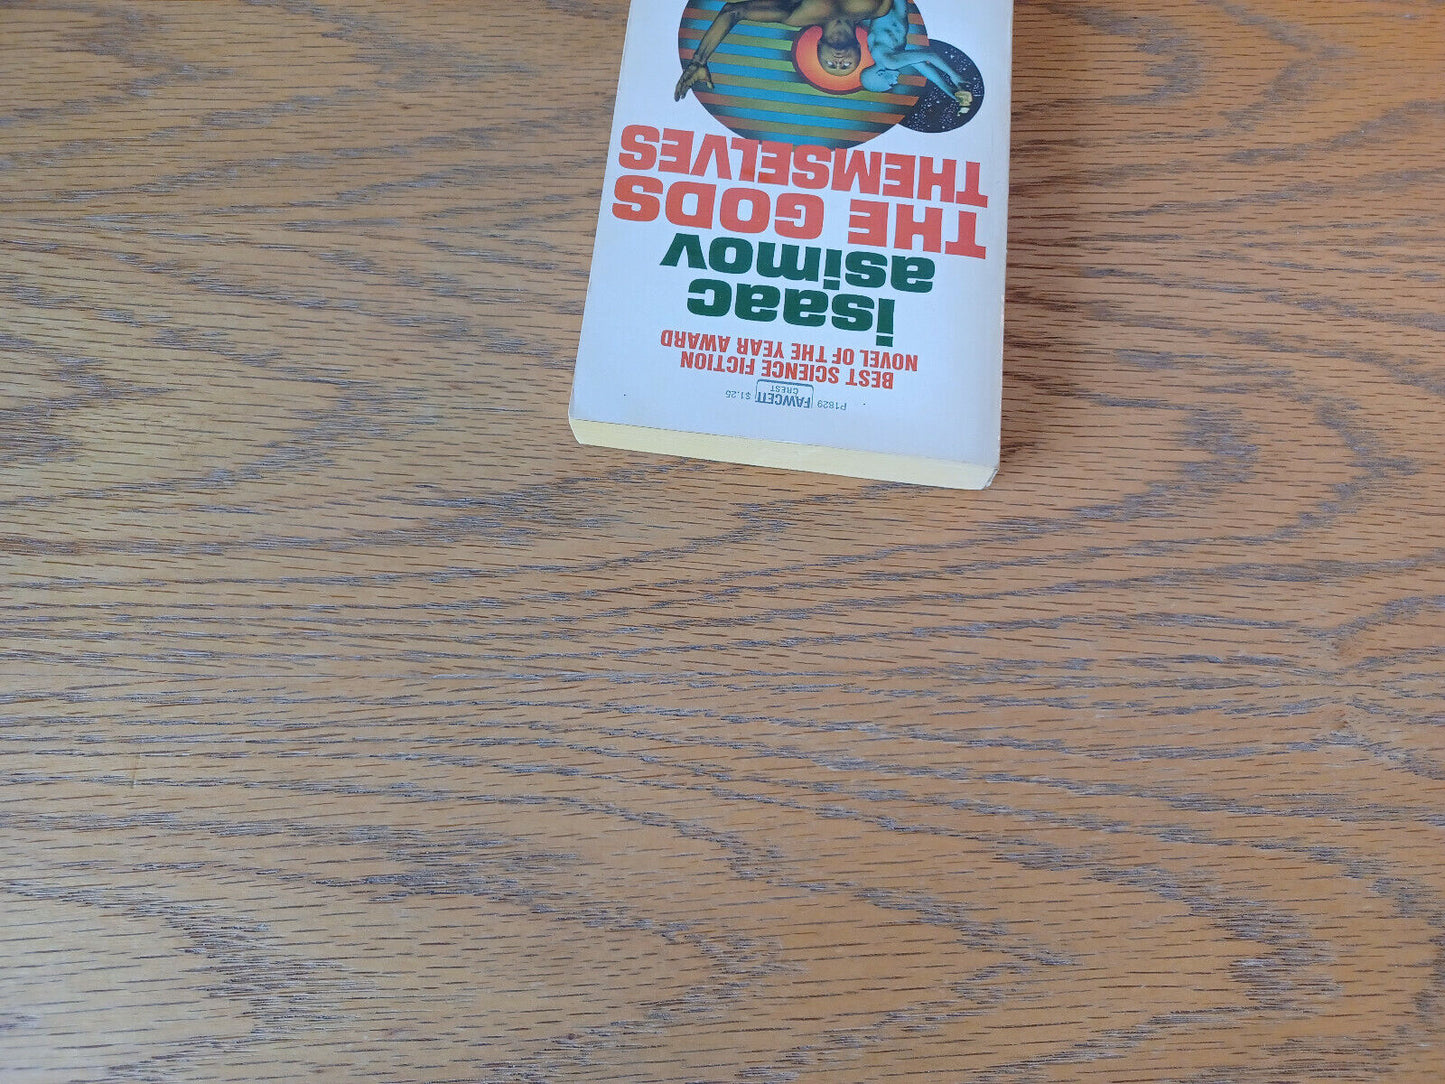 P1829 FAWCETT CREST $1.25
BEST SCIENCE FICTION
NOVEL OF THE YEAR AWARD
isaac
asimov
THE GODS
THEMSELVES